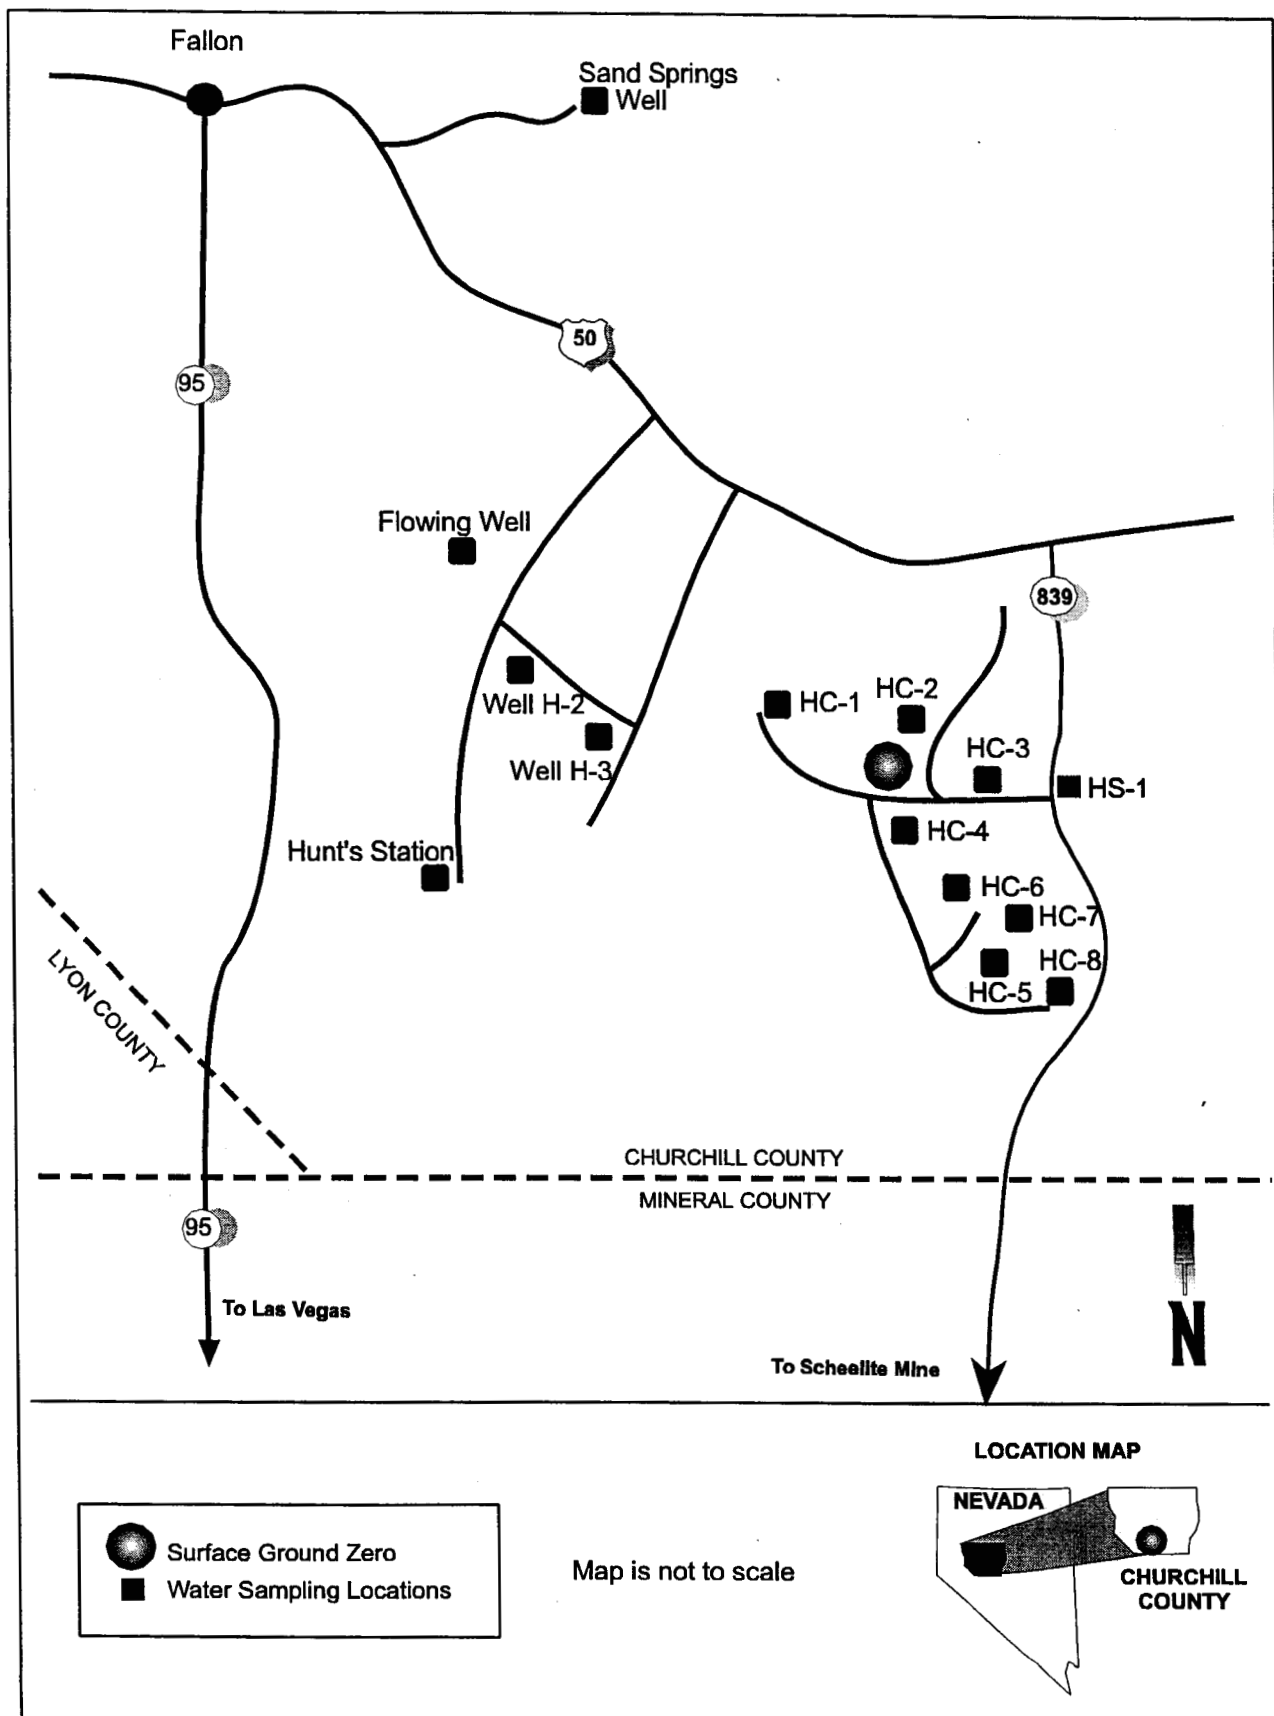 Fallon
Sand Springs
Well
50
95
Flowing Well
839
Well H-2
HC-1
HC-2
Well H-3
HC-3
HS-1
HC-4
Hunt's Station
HC-6
HC-7
HC-8
HC-5
LYON COUNTY
CHURCHILL COUNTY
MINERAL COUNTY
95
To Las Vegas
N
To Scheelite Mine
LOCATION MAP
NEVADA
CHURCHILL
COUNTY
Surface Ground Zero
Water Sampling Locations
Map is not to scale